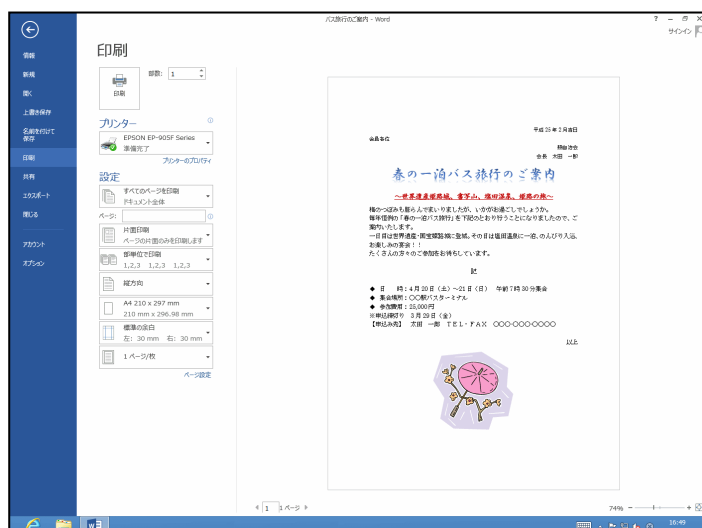 バス旅行のご案内 - Word
サインイン
情報
新規
開く
上書き保存
名前を付けて
保存
印刷
共有
エクスポート
閉じる
アカウント
オプション
印刷
部数: 1
印刷
プリンター
EPSON EP-905F Series
準備完了
プリンターのプロパティ
設定
すべてのページを印刷
ドキュメント全体
ページ:
片面印刷
ページの片面のみを印刷します
部単位で印刷
1,2,3 1,2,3 1,2,3
縦方向
A4 210 x 297 mm
210 mm x 296.98 mm
標準の余白
左: 30 mm 右: 30 mm
1 ページ/枚
ページ設定
平成 25 年 2 月吉日
会員各位
会長 太田 一郎
春の一泊バス旅行のご案内
～世界遺産姫路城、書写山、塩田温泉、姫路の旅～
梅のつぼみも膨らんでまいりましたが、いかがお過ごしでしょうか。
毎年恒例の「春の一泊バス旅行」を下記のとおり行うことになりましたので、ご
案内いたします。
一日目は世界遺産・国宝姫路城に登城。その日は塩田温泉に一泊、のんびり入浴、
お楽しみの宴会！！
たくさんの方々のご参加をお待ちしています。
記
◆ 日 時：4 月 20 日（土）～21 日（日） 午前 7 時 30 分集合
◆ 集合場所：〇〇駅バスターミナル
◆ 参加費用：25,000円
※申込締切り 3 月 29 日（金）
【申込み先】 太田 一郎 TEL・FAX 〇〇〇-〇〇〇-〇〇〇〇
以上
1 1 ページ
74%
16:49